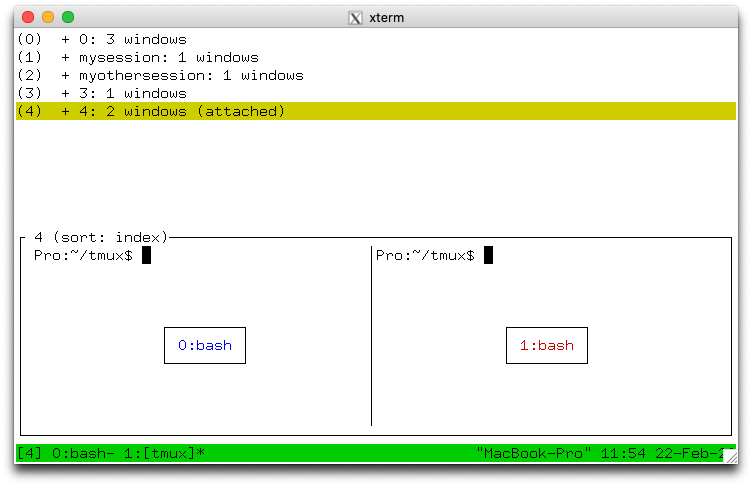 xterm
(0) + 0: 3 windows
(1) + mysession: 1 windows
(2) + myothersession: 1 windows
(3) + 3: 1 windows
(4) + 4: 2 windows (attached)
4 (sort: index)
Pro:~/tmux$ Pro:~/tmux$
0:bash 1:bash
[4] 0:bash- 1:[tmux]* "MacBook-Pro" 11:54 22-Feb-